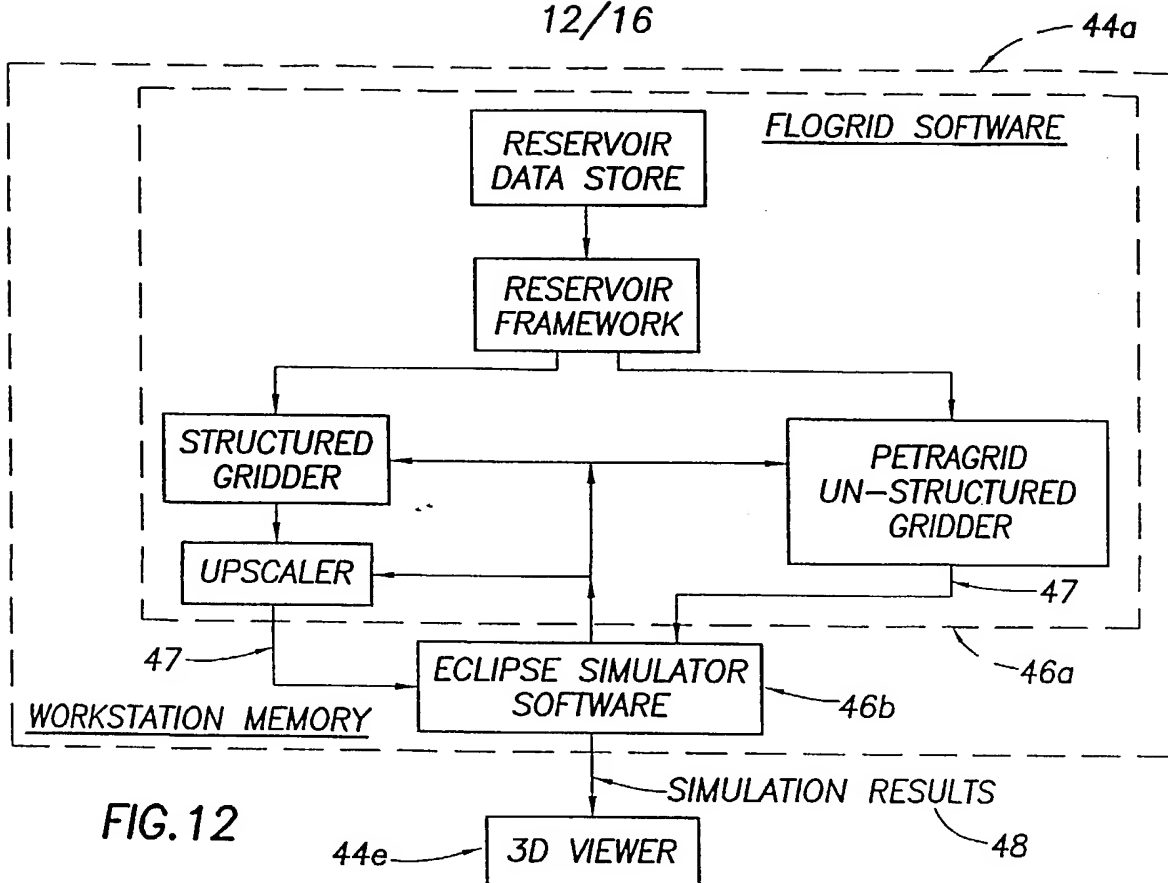 12/16
44a
FLOGRID SOFTWARE
RESERVOIR
DATA STORE
RESERVOIR
FRAMEWORK
STRUCTURED
GRIDDER
PETRAGRID
UN-STRUCTURED
GRIDDER
UPSCALER
47
47
46a
ECLIPSE SIMULATOR
SOFTWARE
46b
WORKSTATION MEMORY
SIMULATION RESULTS
48
FIG.12
44e
3D VIEWER